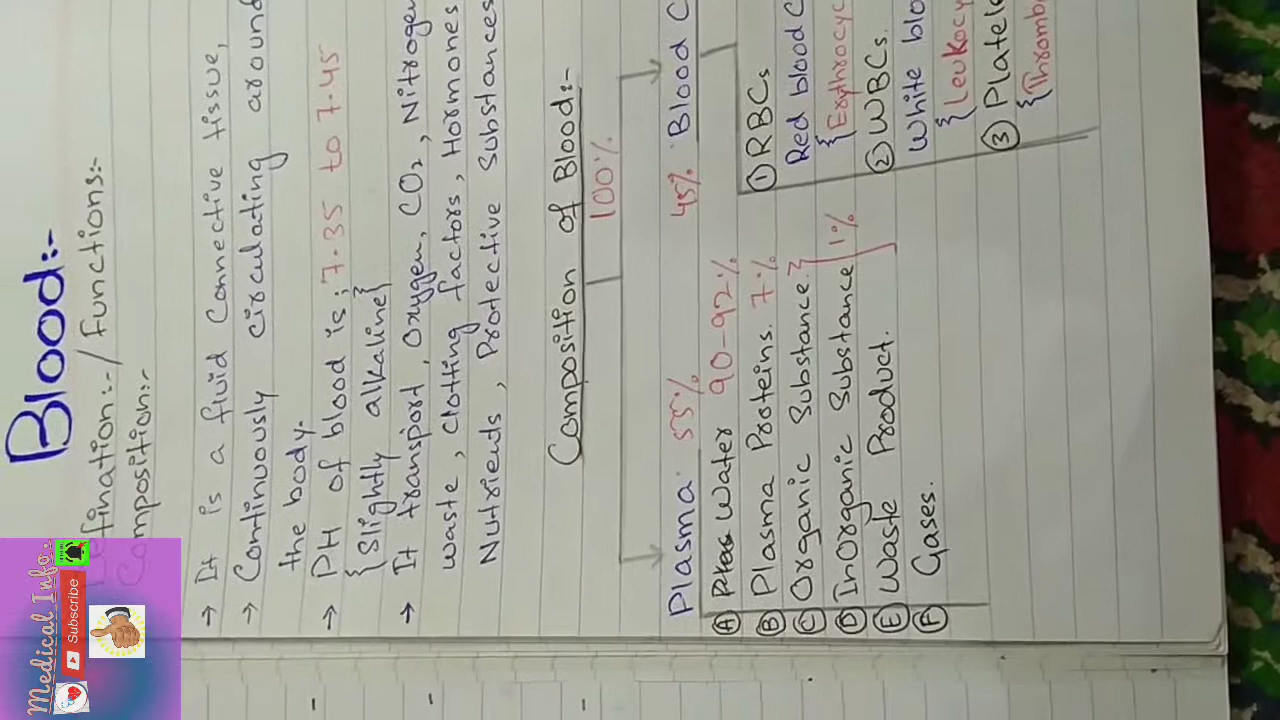 Blood:-
fination:-/functions:-
Composition:-
→ It is a fluid Connective tissue,
→ Continuously circulating around
the body.
→ PH of blood is: 7.35 to 7.45
{Slightly alkaline}
→ It transport, Oxygen, CO2, Nitrogen
waste, Clotting factors, Hormones
Nutrients, Protective Substances
Composition of Blood:-
100%
Plasma 55%
A Water 90-92%
B Plasma Proteins. 7%
C Organic Substance.}
D InOrganic Substance 1%
E Waste Product.
F Gases.
45% Blood C
1 RBCs
Red blood C
{Erythrocy
2 WBCs.
White blo
{Leukocy
3 Platele
{Thromb
Medical Info:-
Subscribe